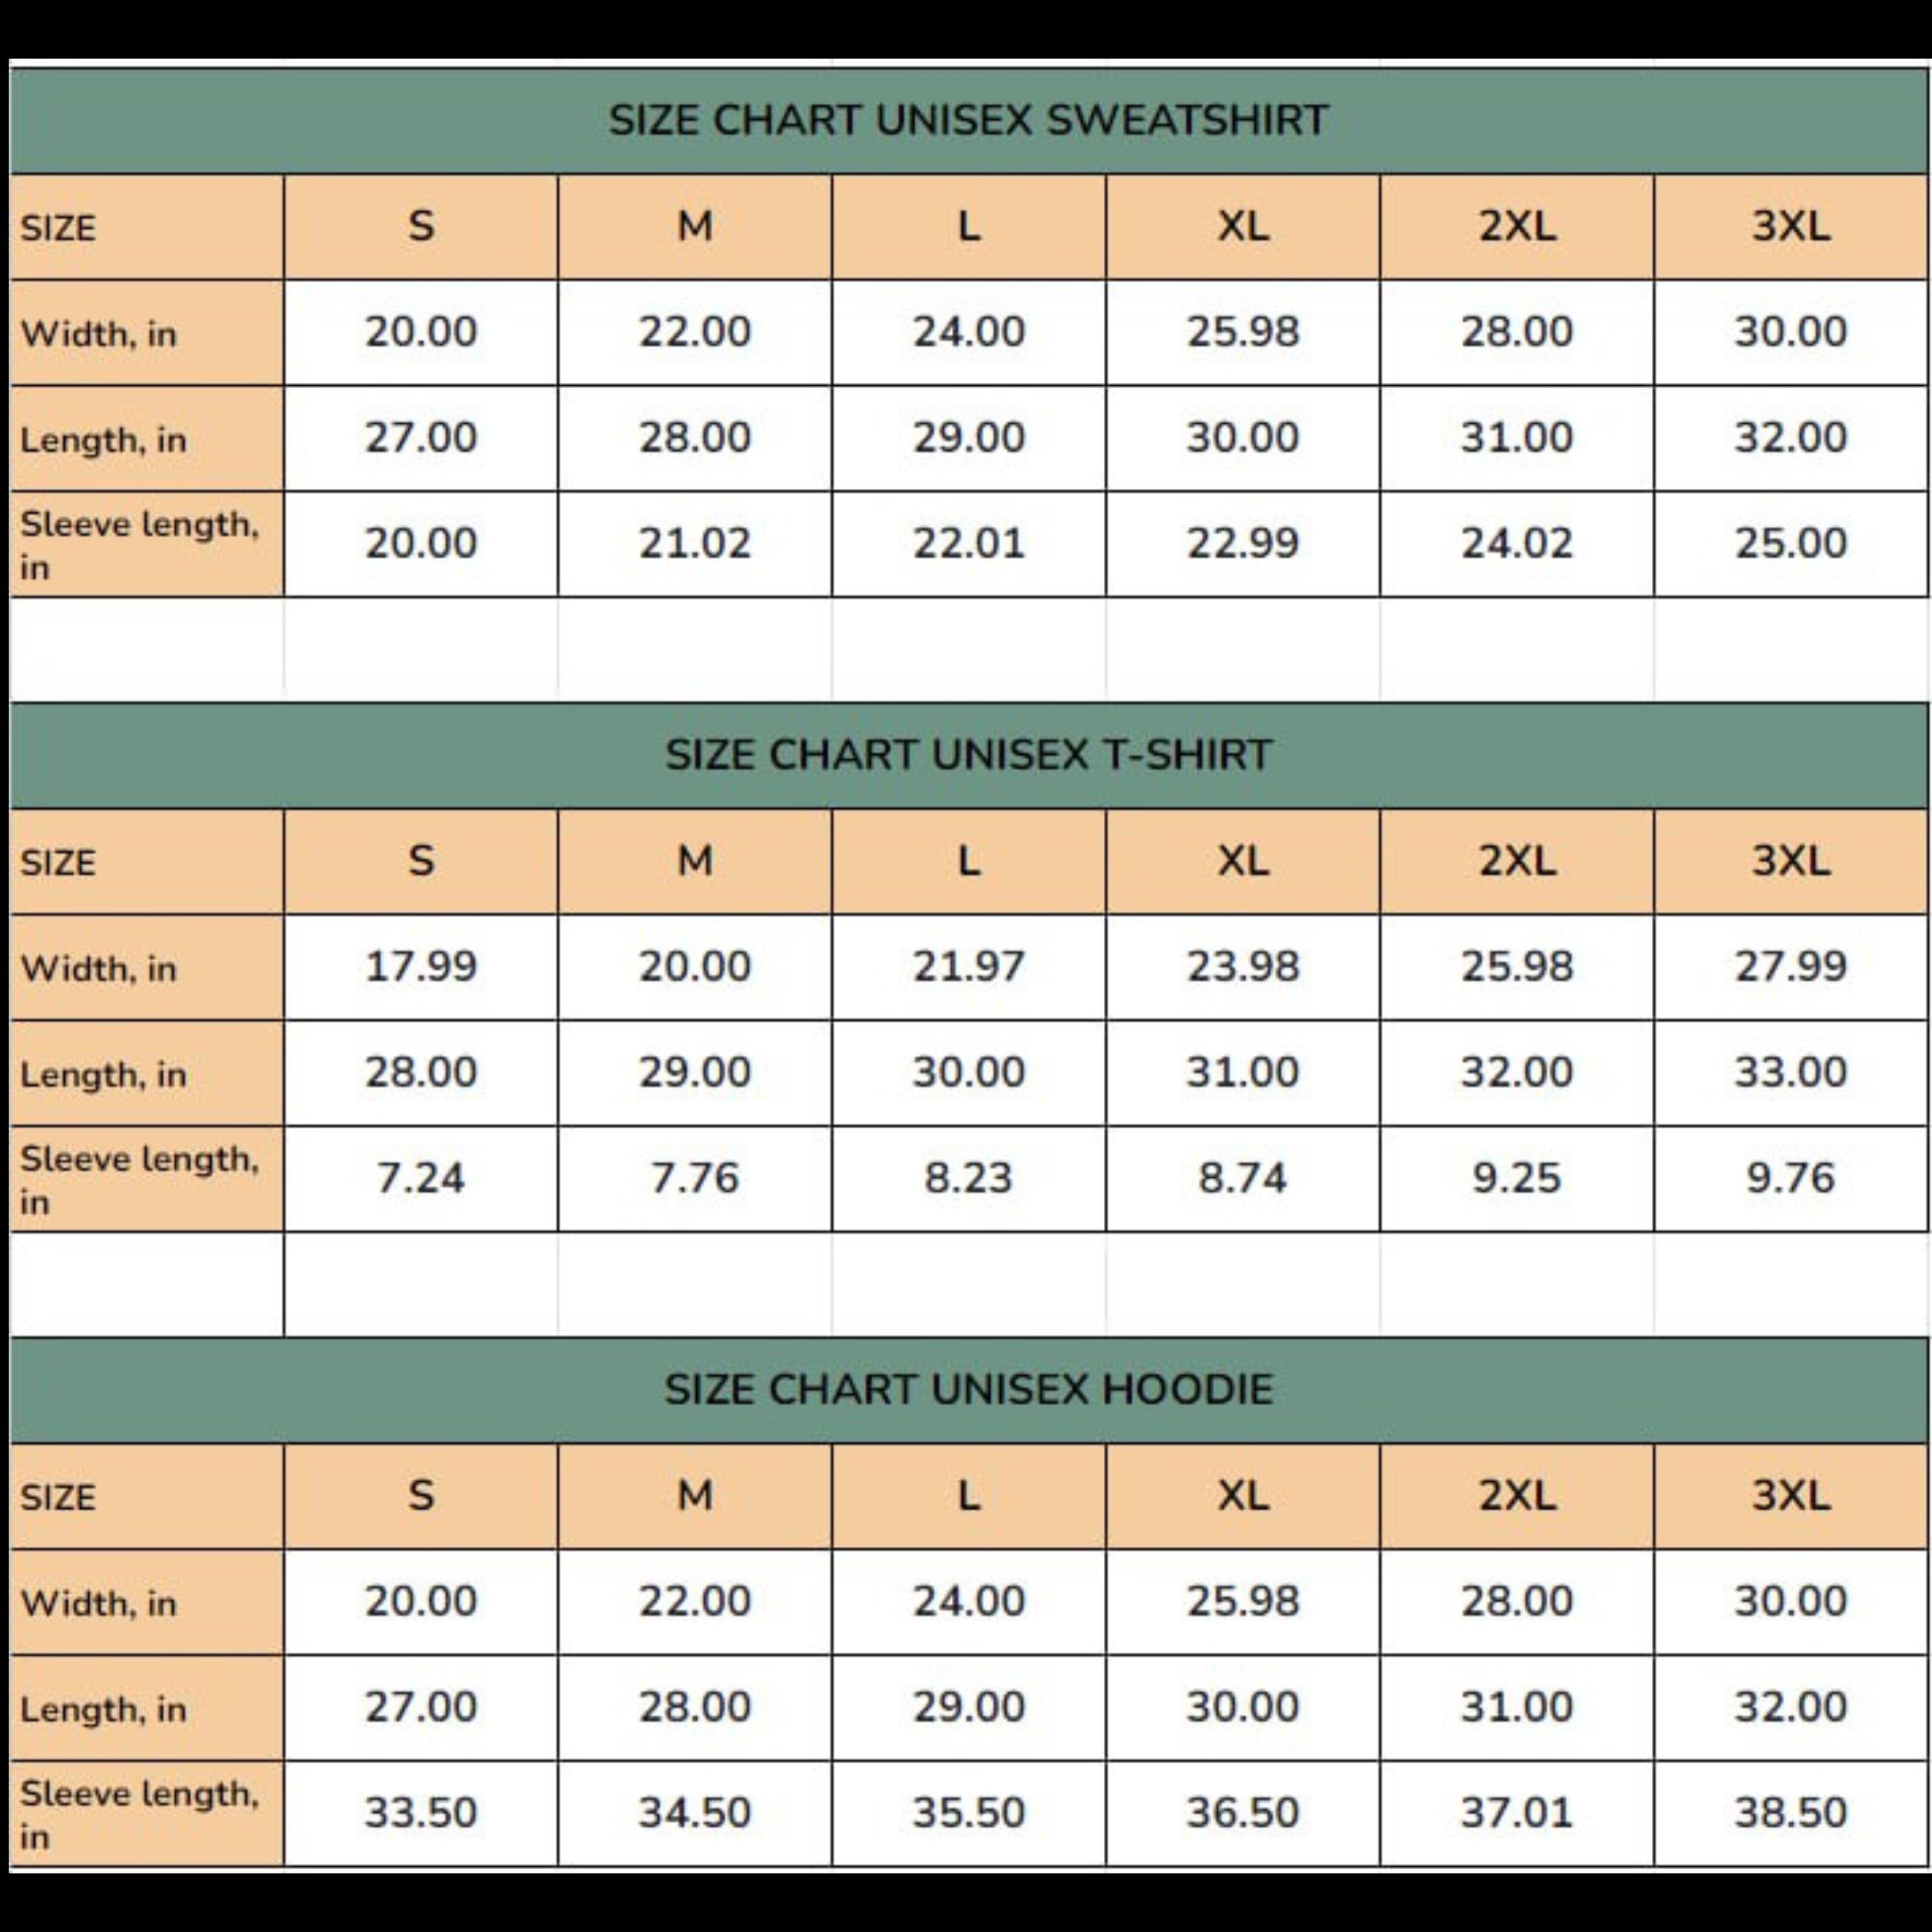 SIZE CHART UNISEX SWEATSHIRT
SIZE S M L XL 2XL 3XL
Width, in 20.00 22.00 24.00 25.98 28.00 30.00
Length, in 27.00 28.00 29.00 30.00 31.00 32.00
Sleeve length,
in 20.00 21.02 22.01 22.99 24.02 25.00
SIZE CHART UNISEX T-SHIRT
SIZE S M L XL 2XL 3XL
Width, in 17.99 20.00 21.97 23.98 25.98 27.99
Length, in 28.00 29.00 30.00 31.00 32.00 33.00
Sleeve length,
in 7.24 7.76 8.23 8.74 9.25 9.76
SIZE CHART UNISEX HOODIE
SIZE S M L XL 2XL 3XL
Width, in 20.00 22.00 24.00 25.98 28.00 30.00
Length, in 27.00 28.00 29.00 30.00 31.00 32.00
Sleeve length,
in 33.50 34.50 35.50 36.50 37.01 38.50